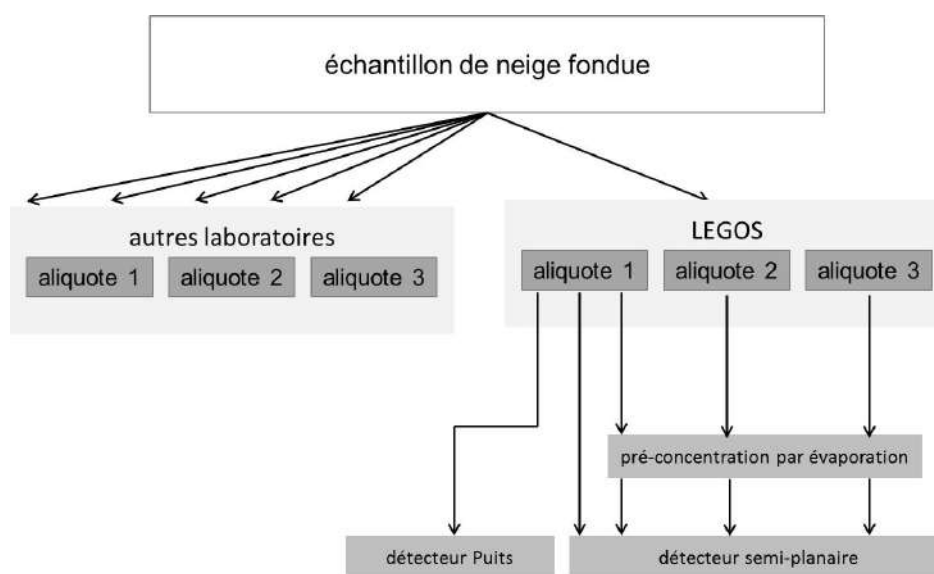 échantillon de neige fondue
autres laboratoires
aliquote 1 aliquote 2 aliquote 3
LEGOS
aliquote 1 aliquote 2 aliquote 3
pré-concentration par évaporation
détecteur Puits
détecteur semi-planaire